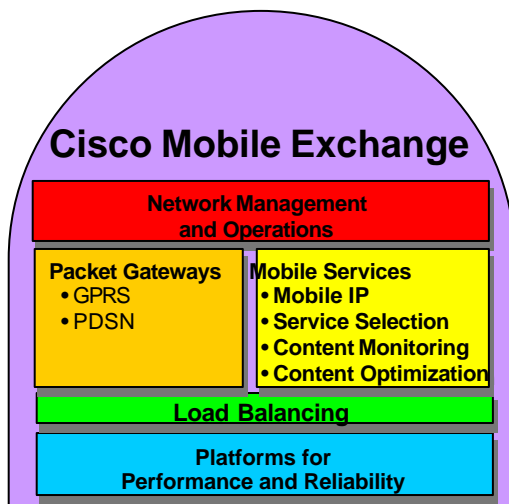 Cisco Mobile Exchange
Network Management
and Operations
Packet Gateways
• GPRS
• PDSN
Mobile Services
• Mobile IP
• Service Selection
• Content Monitoring
• Content Optimization
Load Balancing
Platforms for
Performance and Reliability